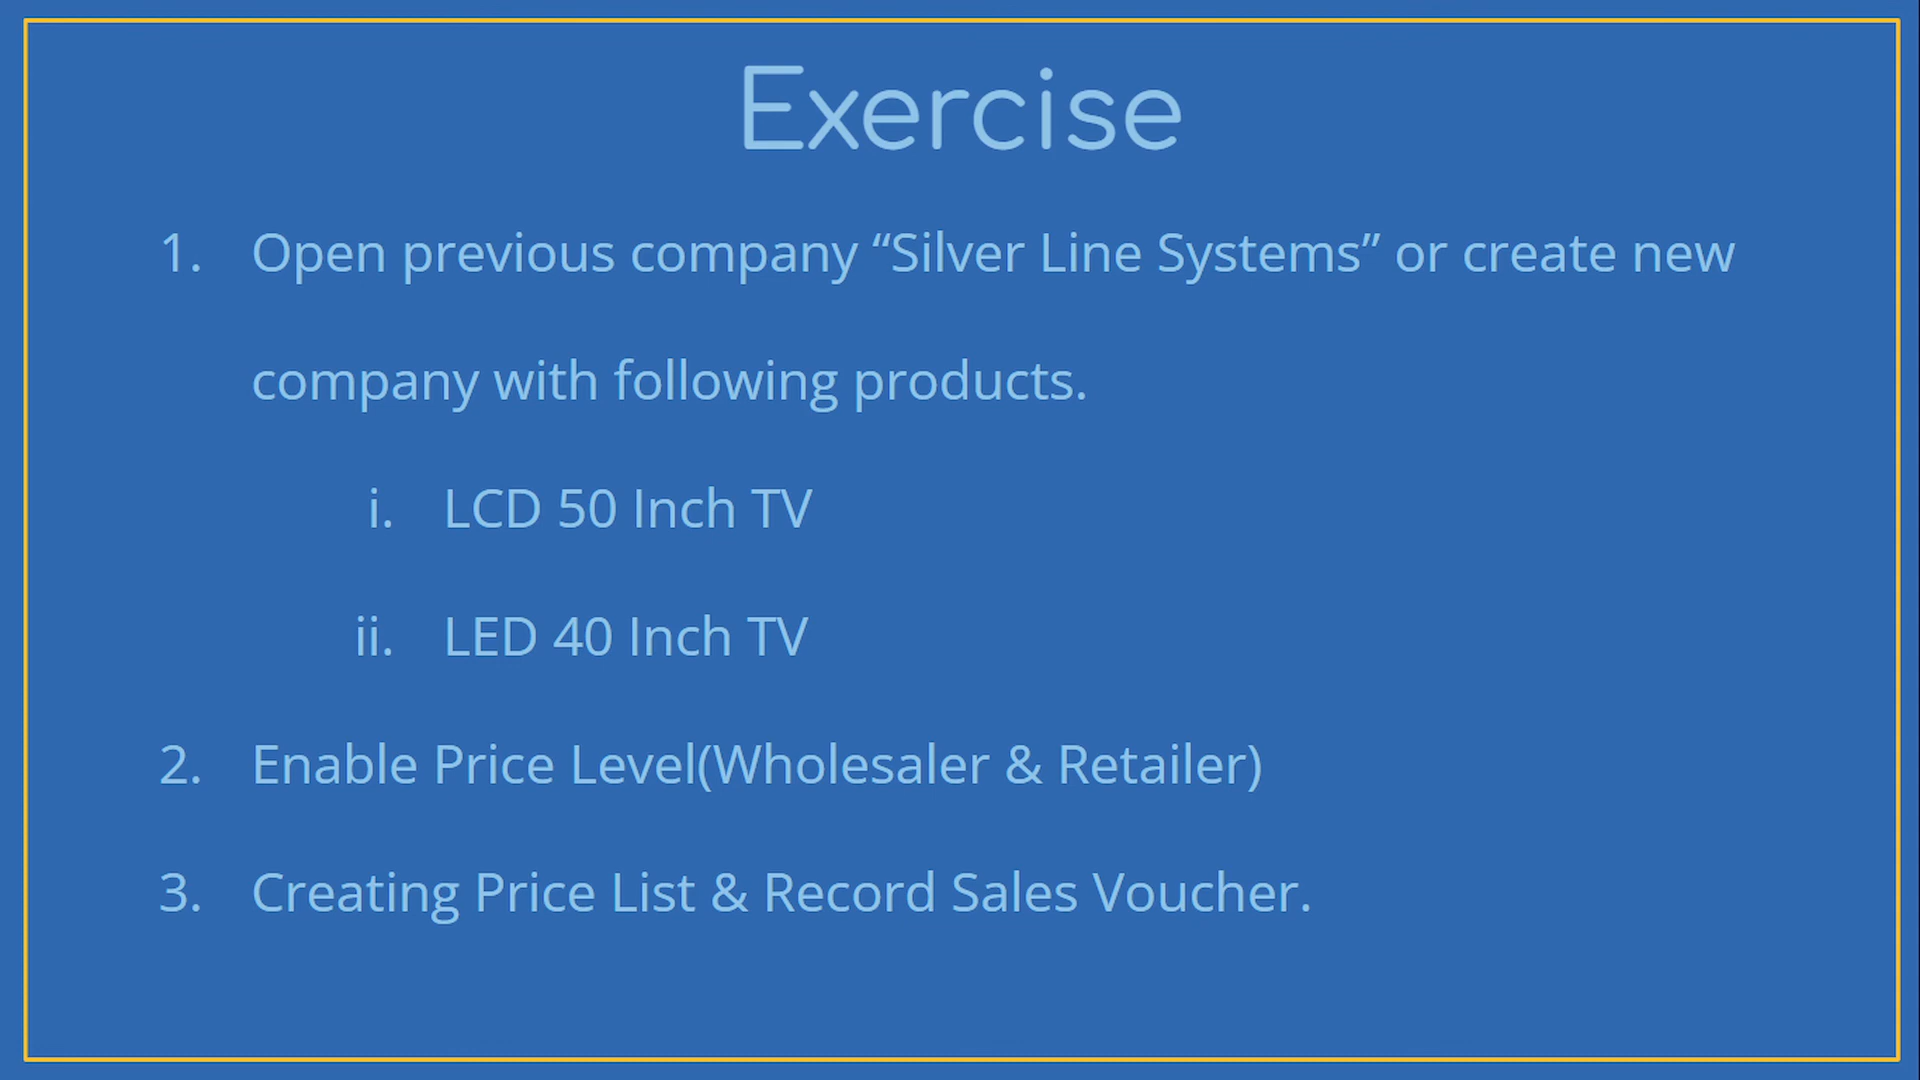 Exercise
1. Open previous company “Silver Line Systems” or create new
company with following products.
i. LCD 50 Inch TV
ii. LED 40 Inch TV
2. Enable Price Level(Wholesaler & Retailer)
3. Creating Price List & Record Sales Voucher.